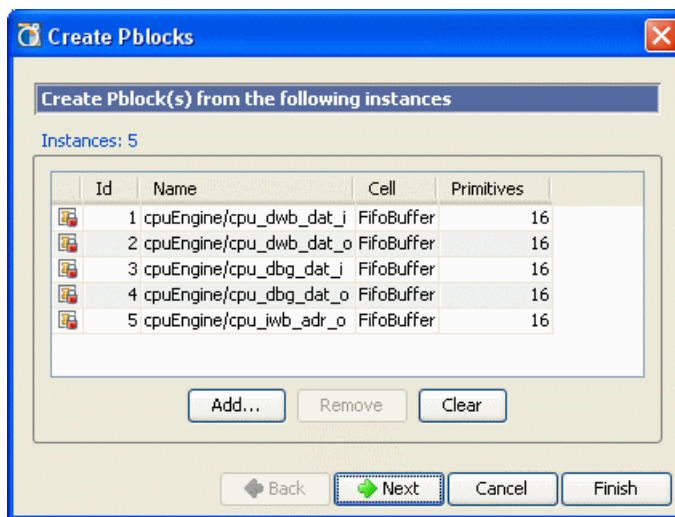 Create Pblocks
Create Pblock(s) from the following instances
Instances: 5
Id Name Cell Primitives
1 cpuEngine/cpu_dwb_dat_i FifoBuffer 16
2 cpuEngine/cpu_dwb_dat_o FifoBuffer 16
3 cpuEngine/cpu_dbg_dat_i FifoBuffer 16
4 cpuEngine/cpu_dbg_dat_o FifoBuffer 16
5 cpuEngine/cpu_iwb_adr_o FifoBuffer 16
Add... Remove Clear
Back Next Cancel Finish